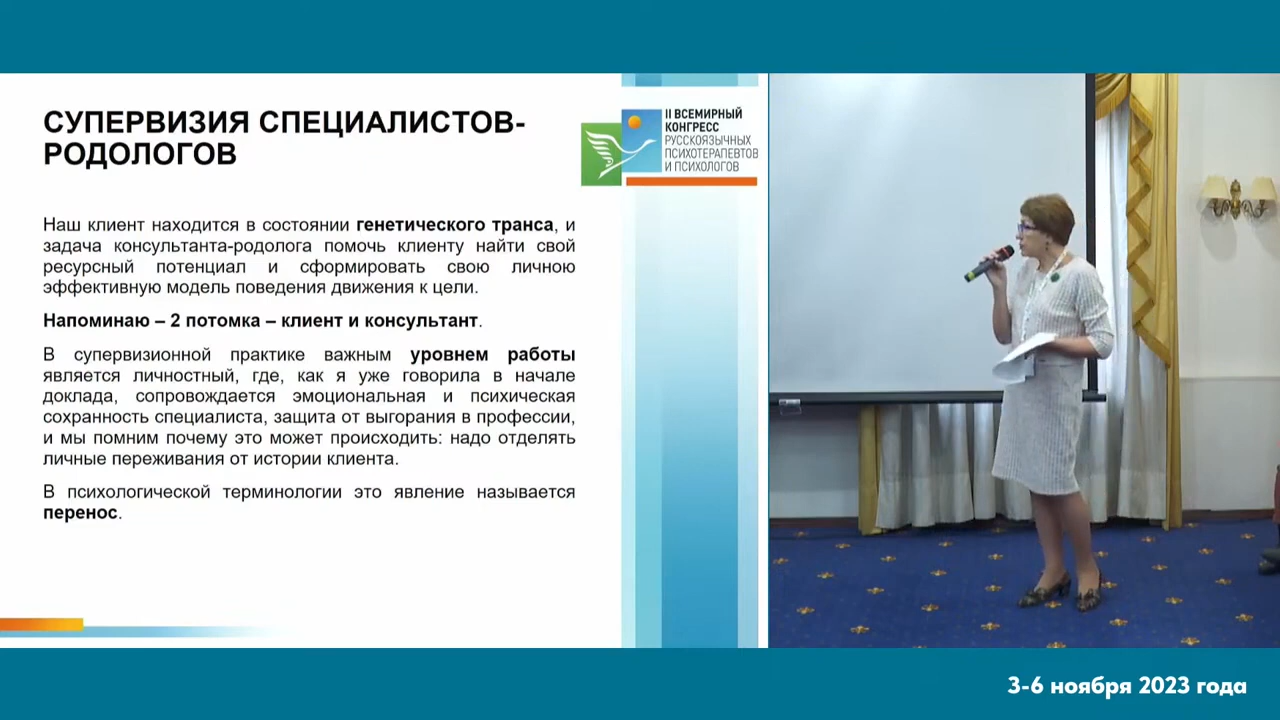 СУПЕРВИЗИЯ СПЕЦИАЛИСТОВ-
РОДОЛОГОВ
II ВСЕМИРНЫЙ
КОНГРЕСС
РУССКОЯЗЫЧНЫХ
ПСИХОТЕРАПЕВТОВ
И ПСИХОЛОГОВ
Наш клиент находится в состоянии генетического транса, и
задача консультанта-родолога помочь клиенту найти свой
ресурсный потенциал и сформировать свою личною
эффективную модель поведения движения к цели.
Напоминаю – 2 потомка – клиент и консультант.
В супервизионной практике важным уровнем работы
является личностный, где, как я уже говорила в начале
доклада, сопровождается эмоциональная и психическая
сохранность специалиста, защита от выгорания в профессии,
и мы помним почему это может происходить: надо отделять
личные переживания от истории клиента.
В психологической терминологии это явление называется
перенос.
3-6 ноября 2023 года